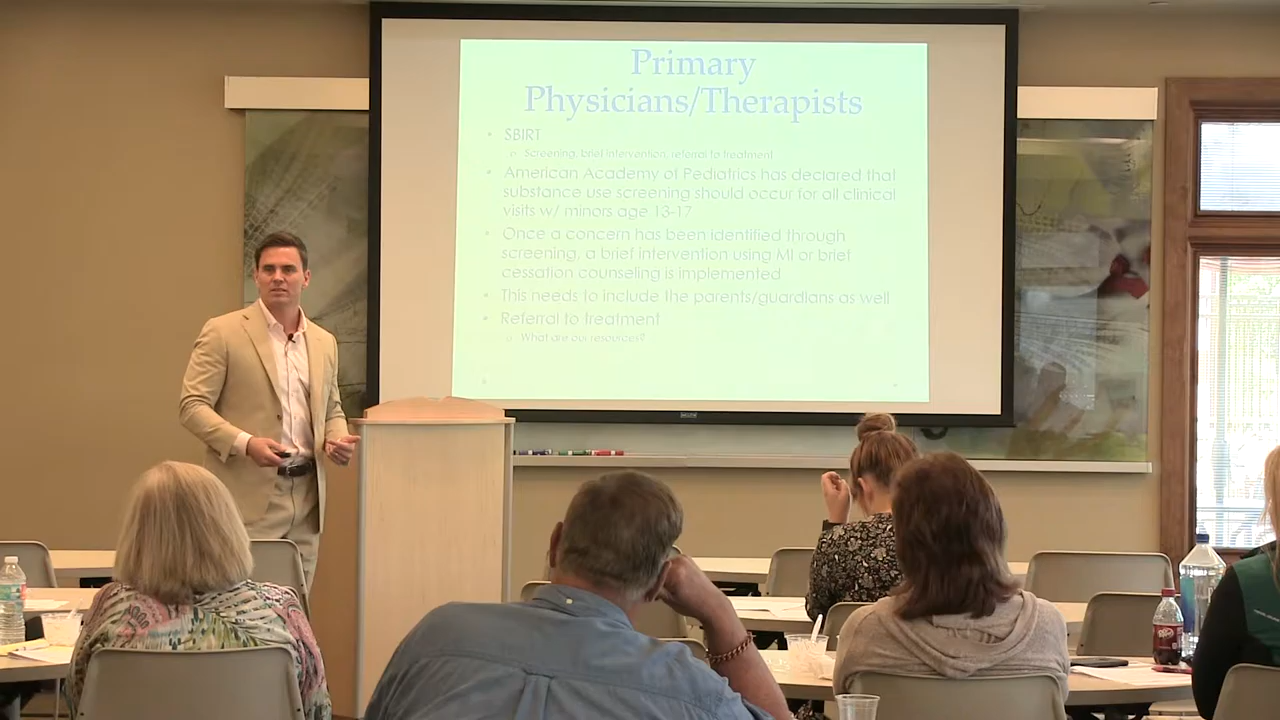 Primary
Physicians/Therapists
SBIRT
Screening, brief intervention, referral to treatment
American Academy of Pediatrics has declared that
substance use screening should occur for all clinical
visits w/ minors age 13-17
Once a concern has been identified through
screening, a brief intervention using MI or brief
cessation counseling is implemented
This needs to include the parents/guardians as well
Referral to treatment
What are our resources?